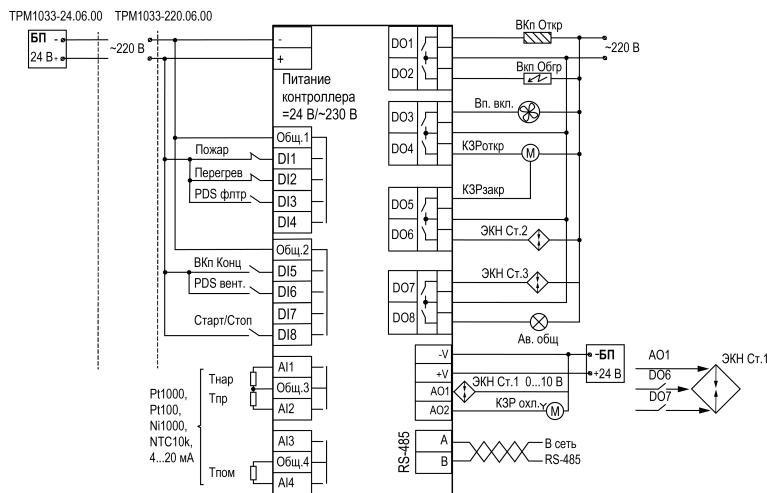 ТРМ1033-24.06.00 ТРМ1033-220.06.00
БП -
24 В+
~220 В
-
+
Питание
контроллера
=24 В/~230 В
Общ.1
Пожар
DI1
Перегрев
DI2
PDS флтр
DI3
DI4
Общ.2
ВКп Конц
DI5
PDS вент.
DI6
DI7
Старт/Стоп
DI8
AI1
Тнар
Общ.3
Тпр
AI2
Pt1000,
Pt100,
Ni1000,
NTC10k,
4...20 мА
AI3
Общ.4
Тпом
AI4
DO1
ВКп Откр
~220 В
DO2
Вкп Обгр
DO3
Вп. вкл.
DO4
КЗРоткр
М
КЗРзакр
DO5
DO6
ЭКН Ст.2
DO7
ЭКН Ст.3
DO8
Ав. общ
-V
-БП
+V
+24 В
AO1
ЭКН Ст.1 0...10 В
AO2
КЗР охл.
М
AO1
DO6
DO7
ЭКН Ст.1
RS-485
A
B
В сеть
RS-485